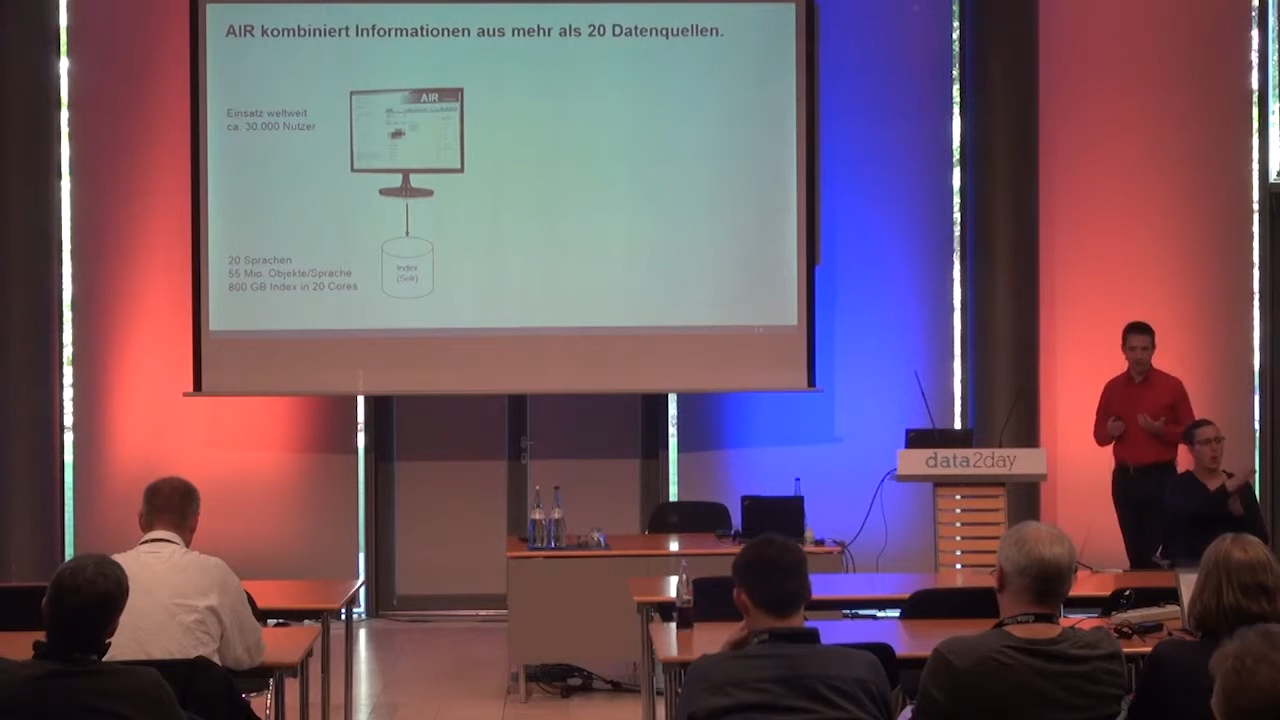 AIR kombiniert Informationen aus mehr als 20 Datenquellen.
AIR
Einsatz weltweit
ca. 30.000 Nutzer
20 Sprachen
55 Mio. Objekte/Sprache
800 GB Index in 20 Cores
Index
(Solr)
data2day